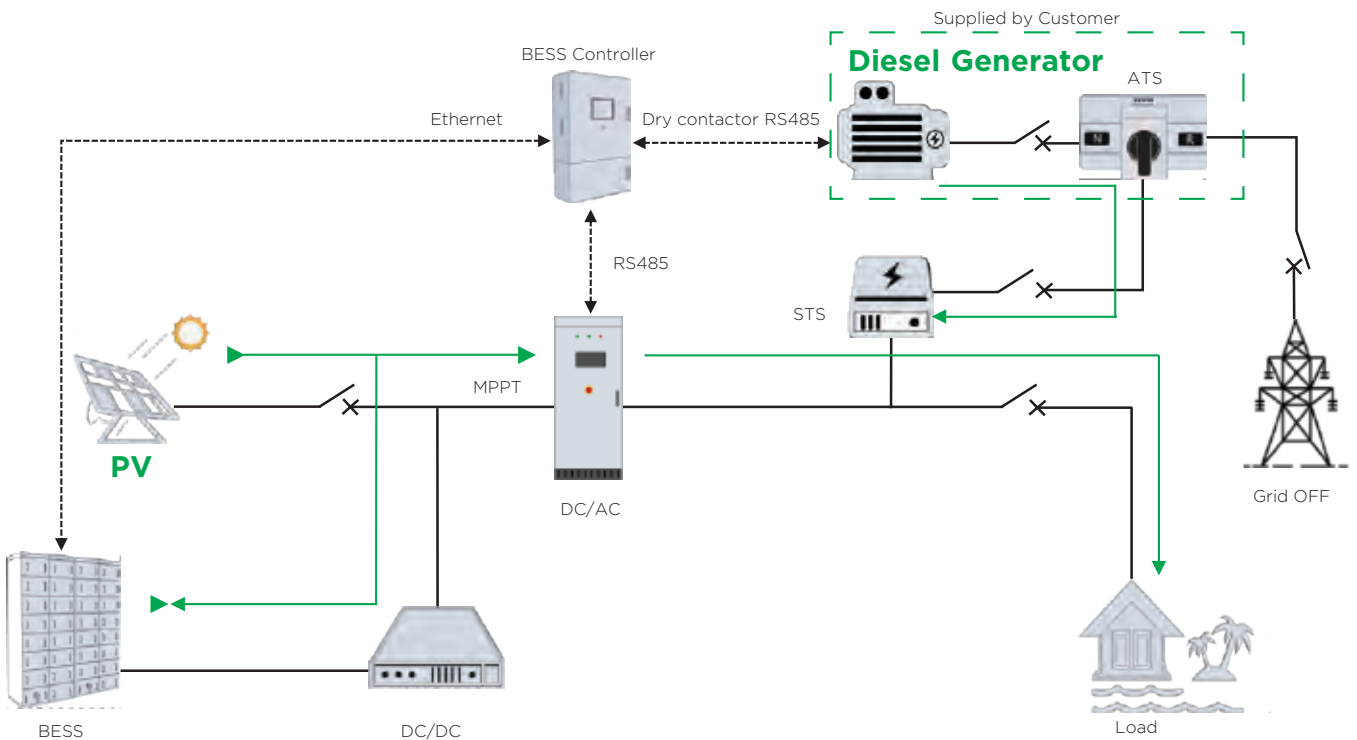 Supplied by Customer
BESS Controller
Diesel Generator
ATS
Ethernet
Dry contactor RS485
RS485
STS
MPPT
PV
DC/AC
Grid OFF
BESS
DC/DC
Load